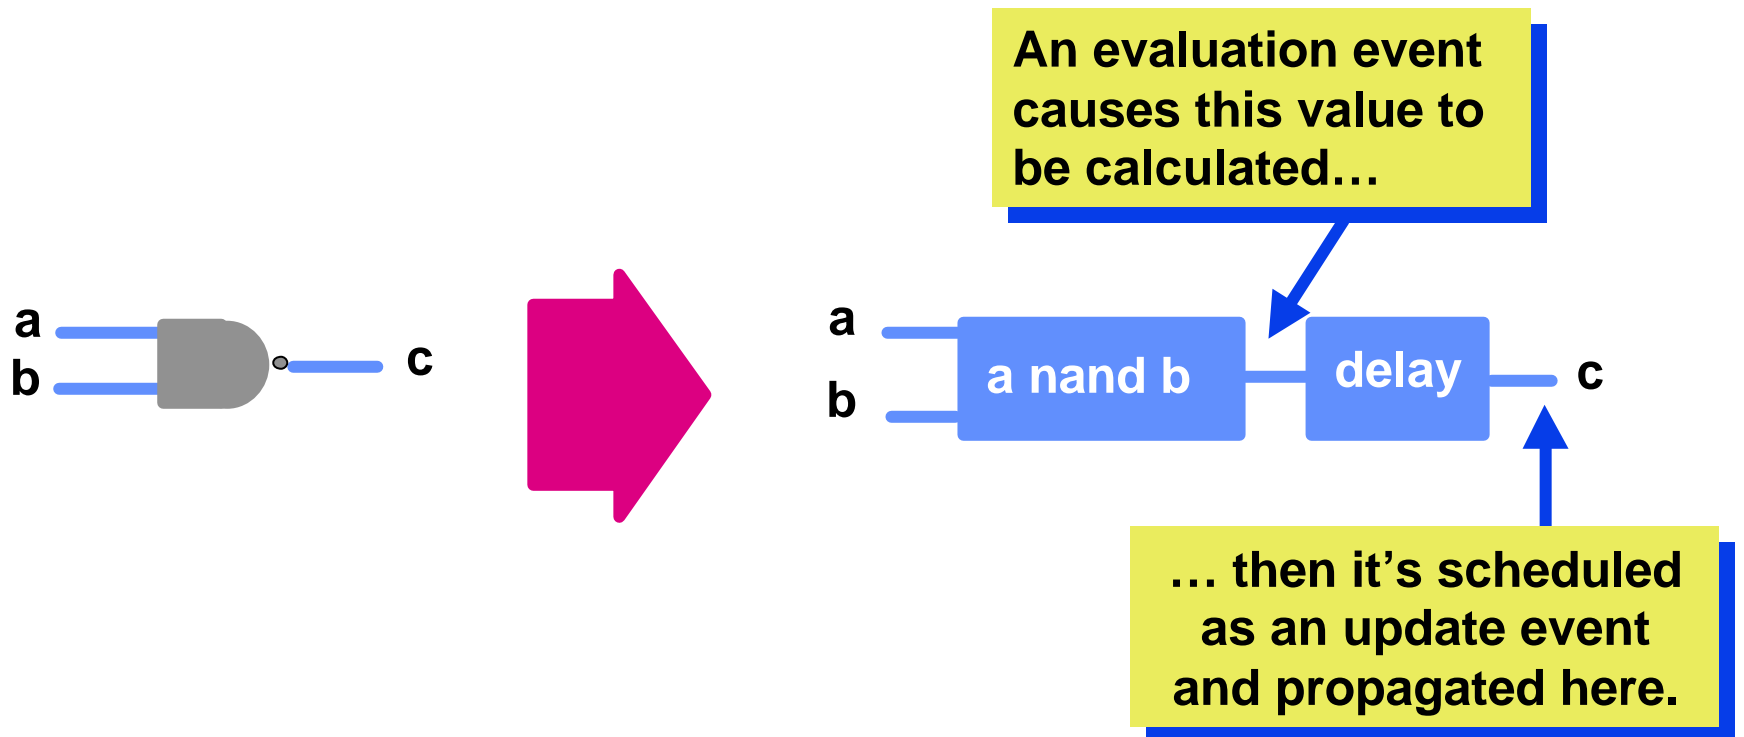 An evaluation event
causes this value to
be calculated…
a
b
c
a
b
a nand b
delay
c
… then it’s scheduled
as an update event
and propagated here.